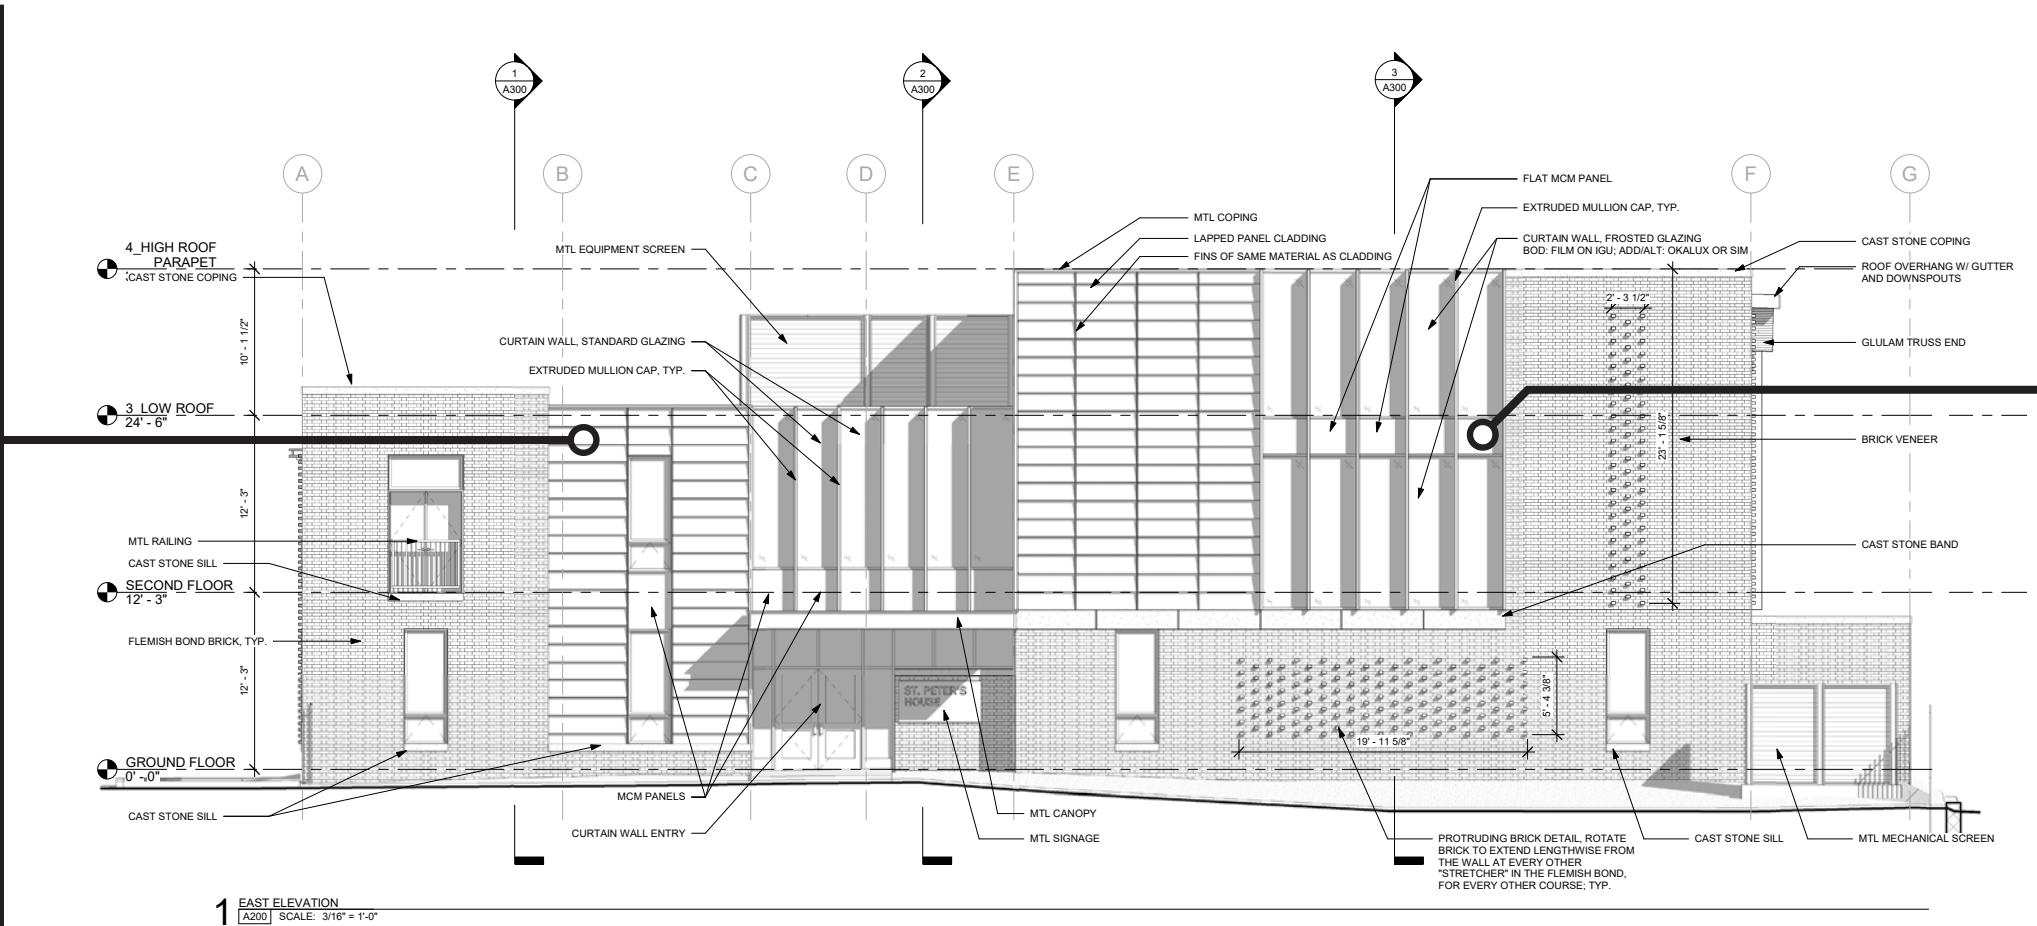 1
A300
2
A300
3
A300
A
B
C
D
E
F
G
FLAT MCM PANEL
EXTRUDED MULLION CAP, TYP.
MTL COPING
LAPPED PANEL CLADDING
FINS OF SAME MATERIAL AS CLADDING
CURTAIN WALL, FROSTED GLAZING
BOD: FILM ON IGU; ADD/ALT: OKALUX OR SIM
CAST STONE COPING
ROOF OVERHANG W/ GUTTER
AND DOWNSPOUTS
4_HIGH ROOF
PARAPET
CAST STONE COPING
MTL EQUIPMENT SCREEN
10' - 1 1/2"
2' - 3 1/2"
CURTAIN WALL, STANDARD GLAZING
EXTRUDED MULLION CAP, TYP.
GLULAM TRUSS END
3_LOW ROOF
24' - 6"
23' - 1 5/8"
BRICK VENEER
12' - 3"
MTL RAILING
CAST STONE SILL
CAST STONE BAND
SECOND FLOOR
12' - 3"
FLEMISH BOND BRICK, TYP.
12' - 3"
ST. PETER'S
HOUSE
5' - 4 3/8"
19' - 11 5/8"
GROUND FLOOR
0' - 0"
MCM PANELS
CAST STONE SILL
CURTAIN WALL ENTRY
MTL CANOPY
MTL SIGNAGE
PROTRUDING BRICK DETAIL, ROTATE
BRICK TO EXTEND LENGTHWISE FROM
THE WALL AT EVERY OTHER
"STRETCHER" IN THE FLEMISH BOND,
FOR EVERY OTHER COURSE; TYP.
CAST STONE SILL
MTL MECHANICAL SCREEN
1
EAST ELEVATION
A200 SCALE: 3/16" = 1'-0"